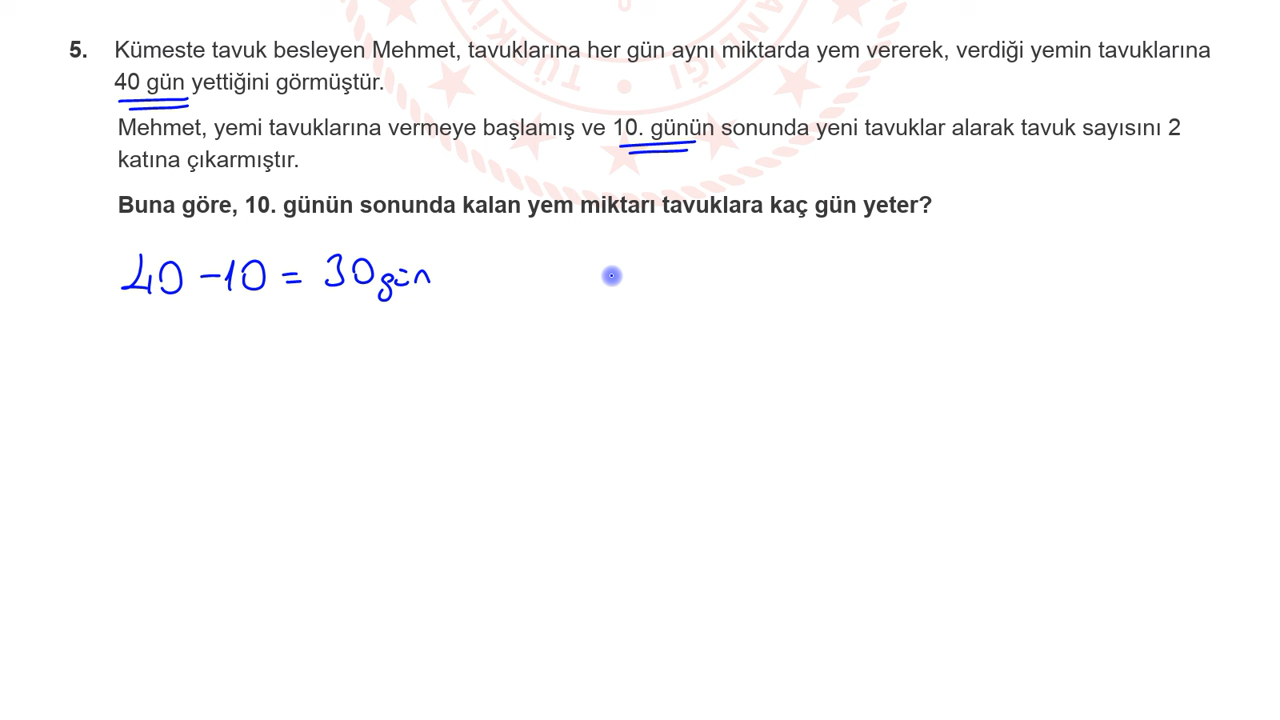 5. Kümeste tavuk besleyen Mehmet, tavuklarına her gün aynı miktarda yem vererek, verdiği yemin tavuklarına
40 gün yettiğini görmüştür.
Mehmet, yemi tavuklarına vermeye başlamış ve 10. günün sonunda yeni tavuklar alarak tavuk sayısını 2
katına çıkarmıştır.
Buna göre, 10. günün sonunda kalan yem miktarı tavuklara kaç gün yeter?
40 - 10 = 30 gün